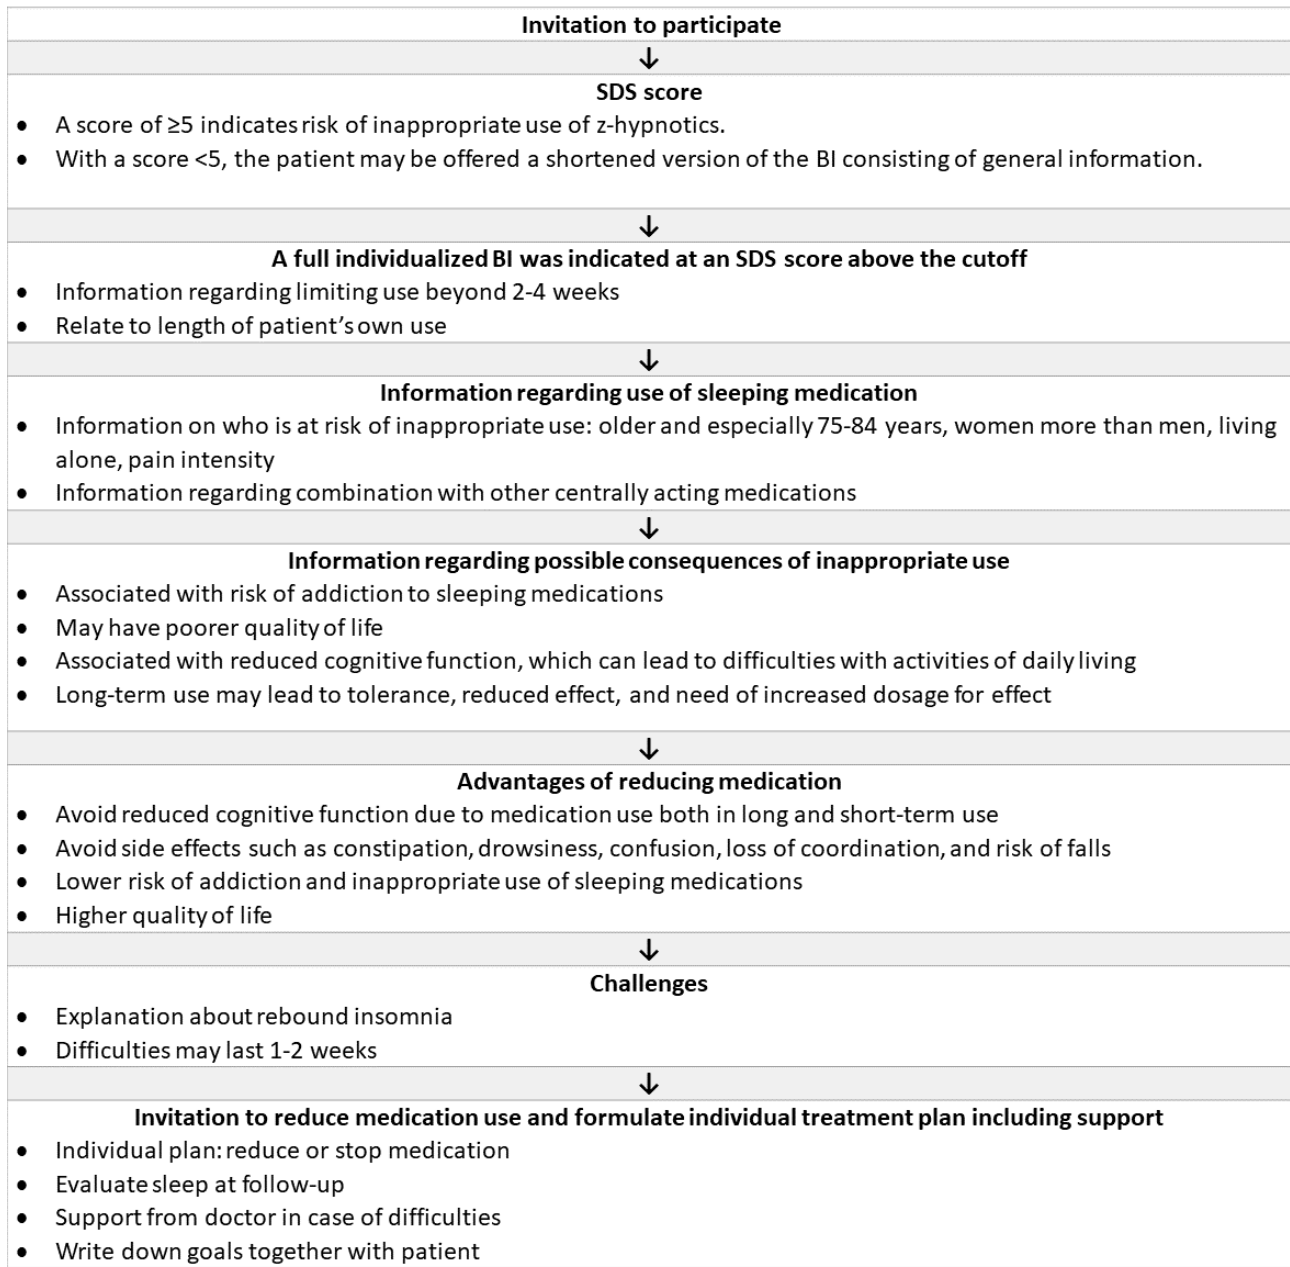 Invitation to participate
↓
SDS score
• A score of ≥5 indicates risk of inappropriate use of z-hypnotics.
• With a score <5, the patient may be offered a shortened version of the BI consisting of general information.
↓
A full individualized BI was indicated at an SDS score above the cutoff
• Information regarding limiting use beyond 2-4 weeks
• Relate to length of patient's own use
↓
Information regarding use of sleeping medication
• Information on who is at risk of inappropriate use: older and especially 75-84 years, women more than men, living
alone, pain intensity
• Information regarding combination with other centrally acting medications
↓
Information regarding possible consequences of inappropriate use
• Associated with risk of addiction to sleeping medications
• May have poorer quality of life
• Associated with reduced cognitive function, which can lead to difficulties with activities of daily living
• Long-term use may lead to tolerance, reduced effect, and need of increased dosage for effect
↓
Advantages of reducing medication
• Avoid reduced cognitive function due to medication use both in long and short-term use
• Avoid side effects such as constipation, drowsiness, confusion, loss of coordination, and risk of falls
• Lower risk of addiction and inappropriate use of sleeping medications
• Higher quality of life
↓
Challenges
• Explanation about rebound insomnia
• Difficulties may last 1-2 weeks
↓
Invitation to reduce medication use and formulate individual treatment plan including support
• Individual plan: reduce or stop medication
• Evaluate sleep at follow-up
• Support from doctor in case of difficulties
• Write down goals together with patient